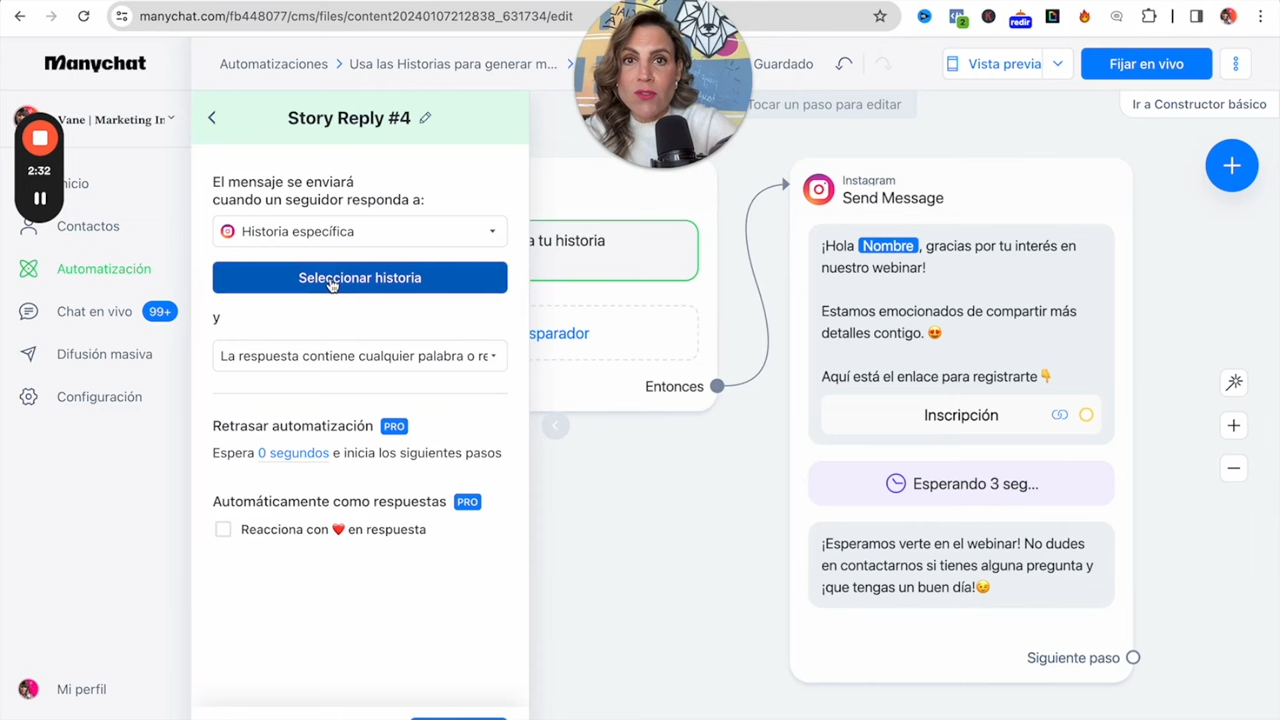 manychat.com/fb448077/cms/files/content20240107212838_631734/edit
2
redir
Manychat
Automatizaciones
Usa las Historias para generar m...
Guardado
Vista previa
Fijar en vivo
Vane | Marketing In
Story Reply #4
Tocar un paso para editar
Ir a Constructor básico
2:32
Inicio
Contactos
Automatización
Chat en vivo
99+
Difusión masiva
Configuración
Mi perfil
El mensaje se enviará
cuando un seguidor responda a:
Historia específica
Seleccionar historia
y
La respuesta contiene cualquier palabra o re
Retrasar automatización PRO
Espera 0 segundos e inicia los siguientes pasos
Automáticamente como respuestas PRO
Reacciona con ❤️ en respuesta
a tu historia
sparador
Entonces
Instagram
Send Message
¡Hola Nombre, gracias por tu interés en
nuestro webinar!
Estamos emocionados de compartir más
detalles contigo. 😍
Aquí está el enlace para registrarte👇
Inscripción
Esperando 3 seg...
¡Esperamos verte en el webinar! No dudes
en contactarnos si tienes alguna pregunta y
¡que tengas un buen día!😉
Siguiente paso